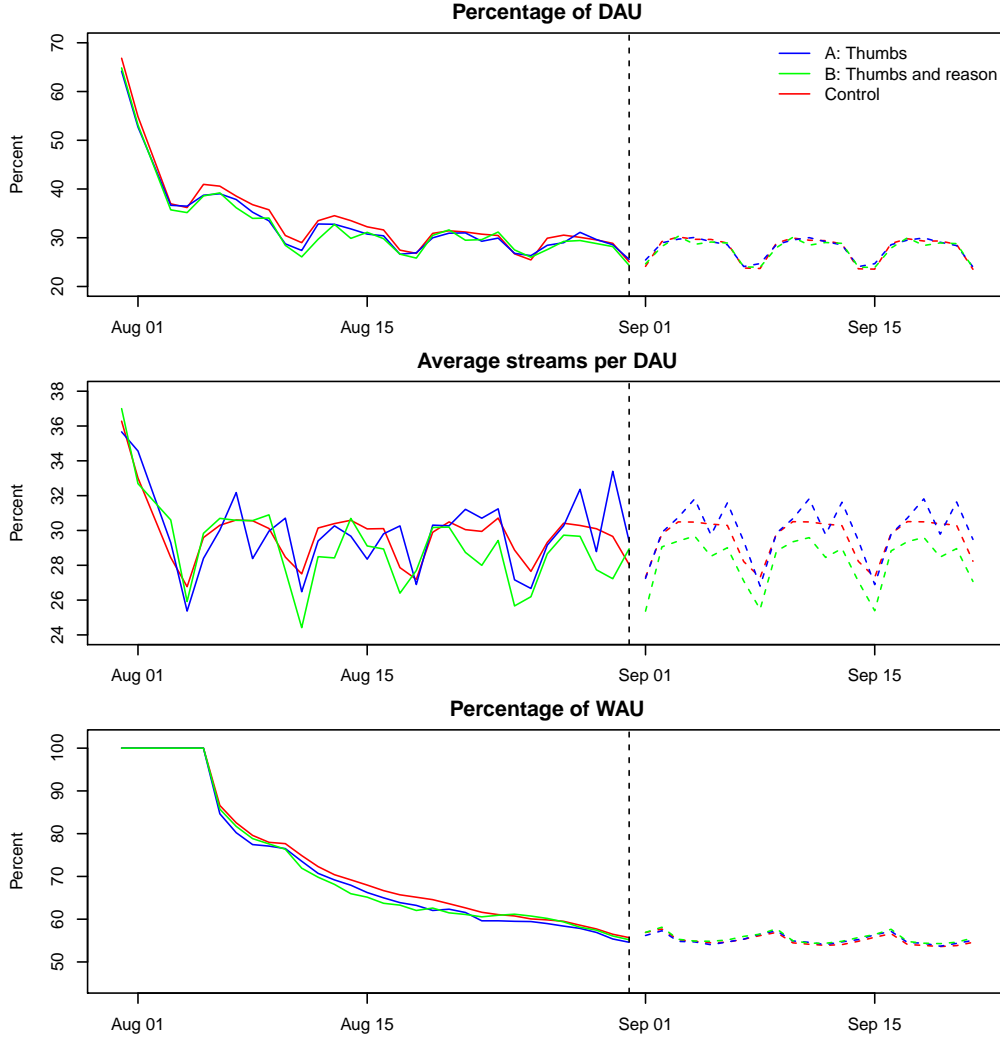 Percentage of DAU
Percent
70
60
50
40
30
20
A: Thumbs
B: Thumbs and reason
Control
Aug 01
Aug 15
Sep 01
Sep 15
Average streams per DAU
Percent
38
36
34
32
30
28
26
24
Aug 01
Aug 15
Sep 01
Sep 15
Percentage of WAU
Percent
100
90
80
70
60
50
Aug 01
Aug 15
Sep 01
Sep 15